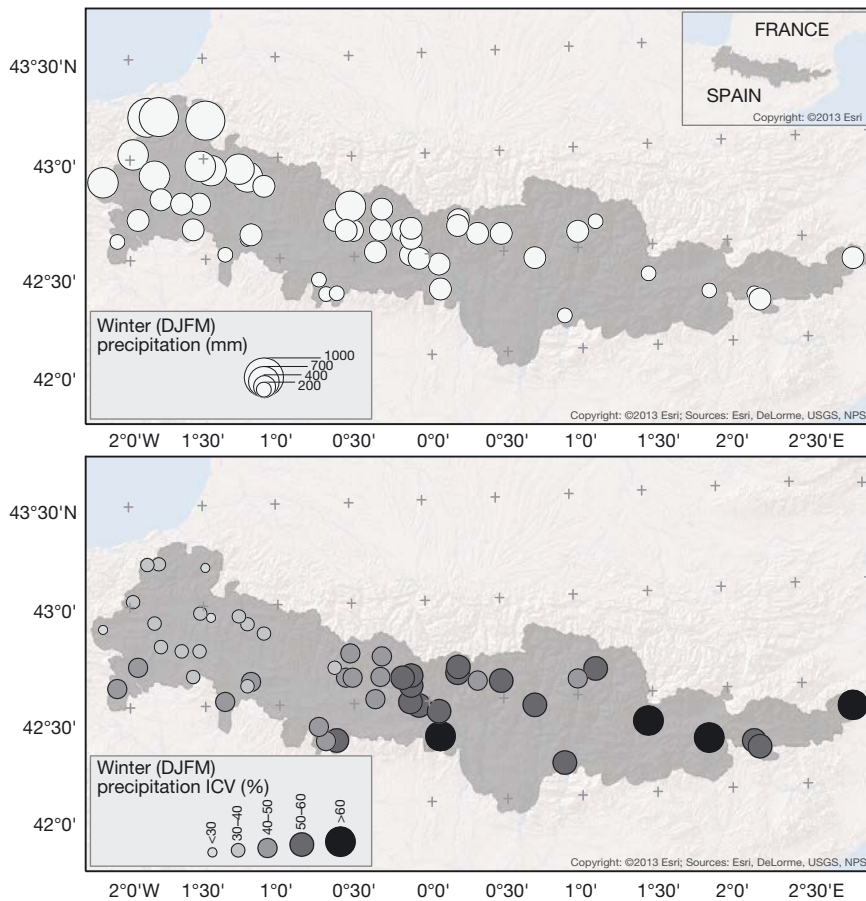 FRANCE
43°30'N
SPAIN
Copyright: ©2013 Esri
43°0'
42°30'
Winter (DJFM)
precipitation (mm)
1000
700
400
200
42°0'
Copyright: ©2013 Esri; Sources: Esri, DeLorme, USGS, NPS
2°0'W 1°30' 1°0' 0°30' 0°0' 0°30' 1°0' 1°30' 2°0' 2°30'E
43°30'N
43°0'
42°30'
Winter (DJFM)
precipitation ICV (%)
<30
30–40
40–50
50–60
>60
42°0'
Copyright: ©2013 Esri; Sources: Esri, DeLorme, USGS, NPS
2°0'W 1°30' 1°0' 0°30' 0°0' 0°30' 1°0' 1°30' 2°0' 2°30'E